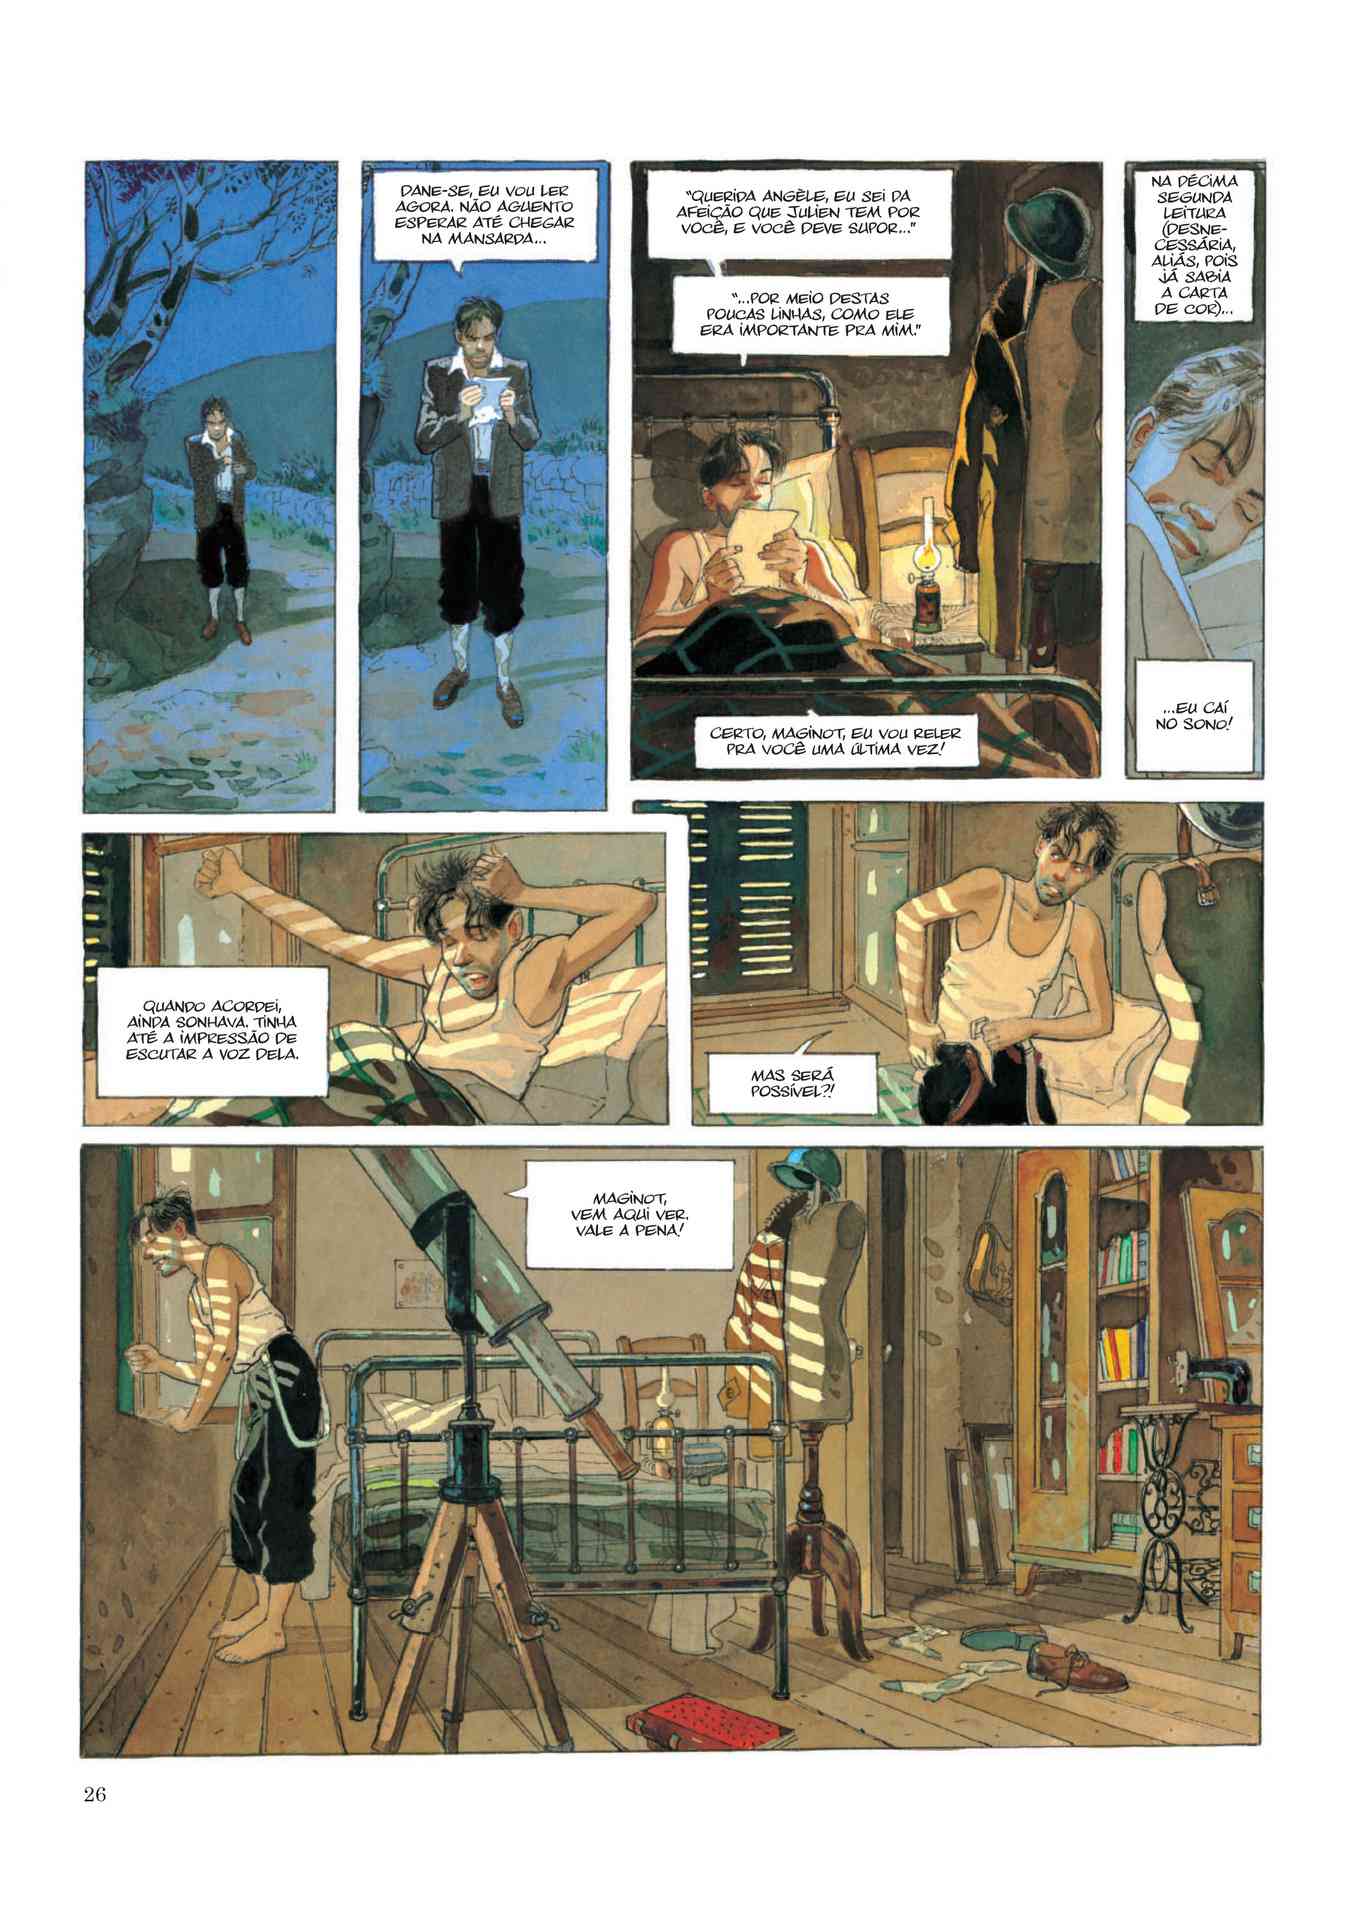 DANE-SE, EU VOU LER
AGORA. NÃO AGUENTO
ESPERAR ATÉ CHEGAR
NA MANSARDA...
"QUERIDA ANGÈLE, EU SEI DA
AFEIÇÃO QUE JULIEN TEM POR
VOCÊ, E VOCÊ DEVE SUPOR..."
"...POR MEIO DESTAS
POUCAS LINHAS, COMO ELE
ERA IMPORTANTE PRA MIM."
CERTO, MAGINOT, EU VOU RELER
PRA VOCÊ UMA ÚLTIMA VEZ!
NA DÉCIMA
SEGUNDA
LEITURA
(DESNE-
CESSÁRIA,
ALIÁS, POIS
JÁ SABIA
A CARTA
DE COR)...
...EU CAÍ
NO SONO!
QUANDO ACORDEI,
AINDA SONHAVA. TINHA
ATÉ A IMPRESSÃO DE
ESCUTAR A VOZ DELA.
MAS SERÁ
POSSÍVEL?!
MAGINOT,
VEM AQUI VER.
VALE A PENA!
26